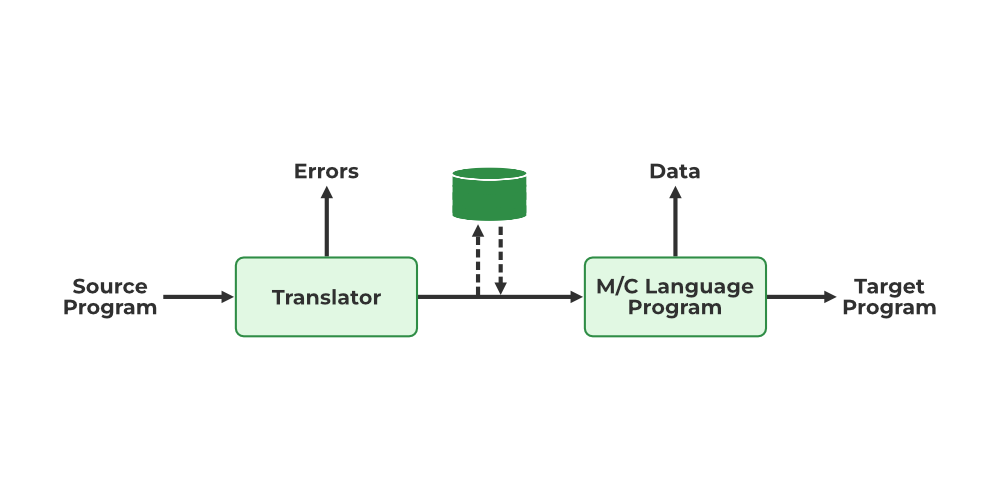 Errors
Data
Source
Program
Translator
M/C Language
Program
Target
Program